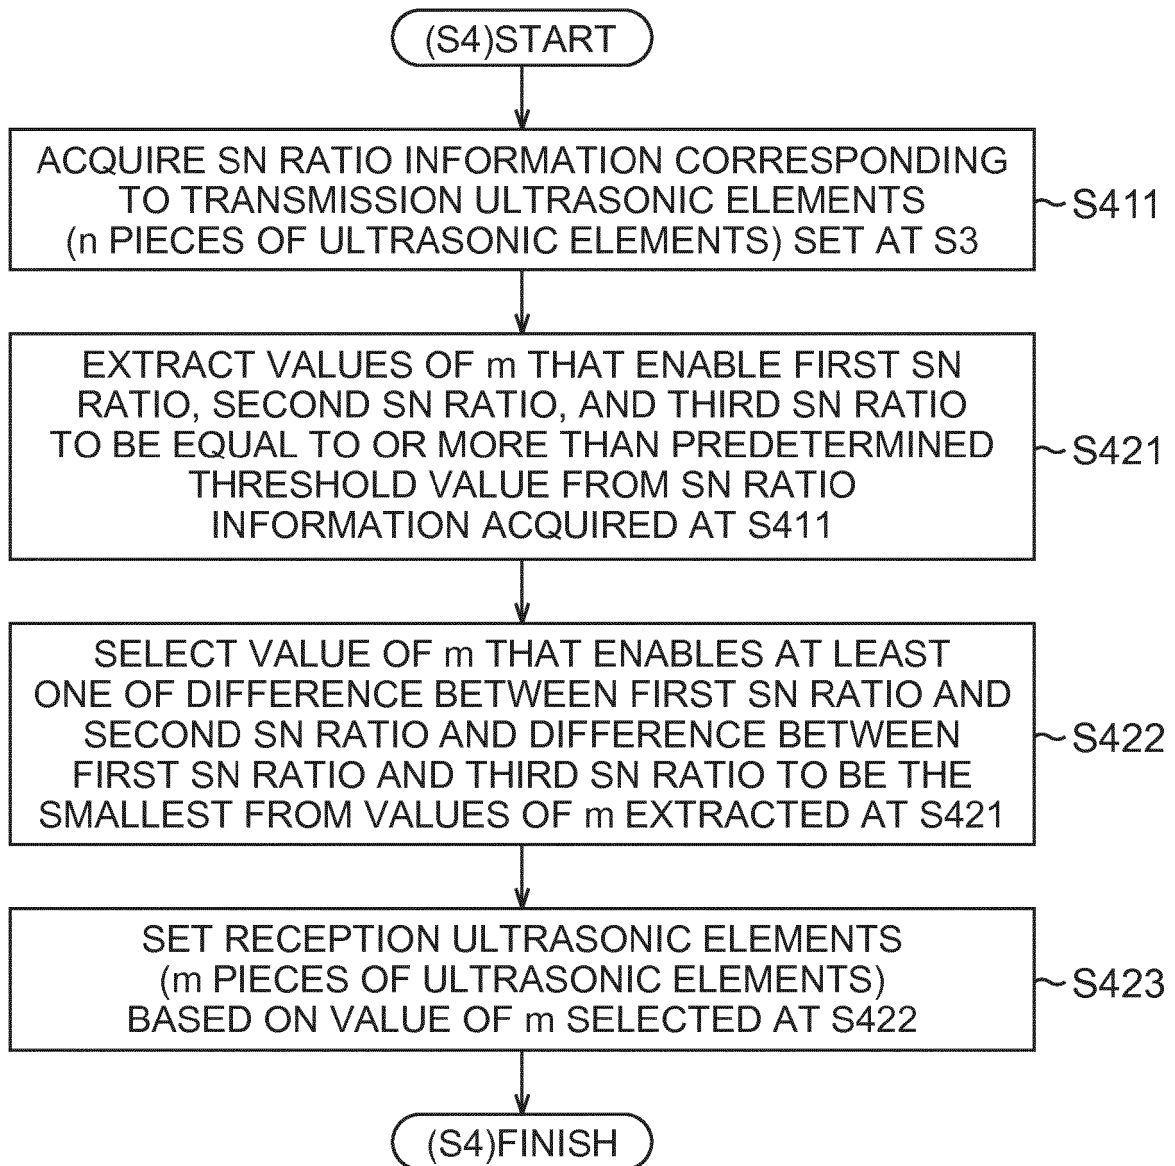 (S4)START
ACQUIRE SN RATIO INFORMATION CORRESPONDING
TO TRANSMISSION ULTRASONIC ELEMENTS
(n PIECES OF ULTRASONIC ELEMENTS) SET AT S3
S411
EXTRACT VALUES OF m THAT ENABLE FIRST SN
RATIO, SECOND SN RATIO, AND THIRD SN RATIO
TO BE EQUAL TO OR MORE THAN PREDETERMINED
THRESHOLD VALUE FROM SN RATIO
INFORMATION ACQUIRED AT S411
S421
SELECT VALUE OF m THAT ENABLES AT LEAST
ONE OF DIFFERENCE BETWEEN FIRST SN RATIO AND
SECOND SN RATIO AND DIFFERENCE BETWEEN
FIRST SN RATIO AND THIRD SN RATIO TO BE THE
SMALLEST FROM VALUES OF m EXTRACTED AT S421
S422
SET RECEPTION ULTRASONIC ELEMENTS
(m PIECES OF ULTRASONIC ELEMENTS)
BASED ON VALUE OF m SELECTED AT S422
S423
(S4)FINISH